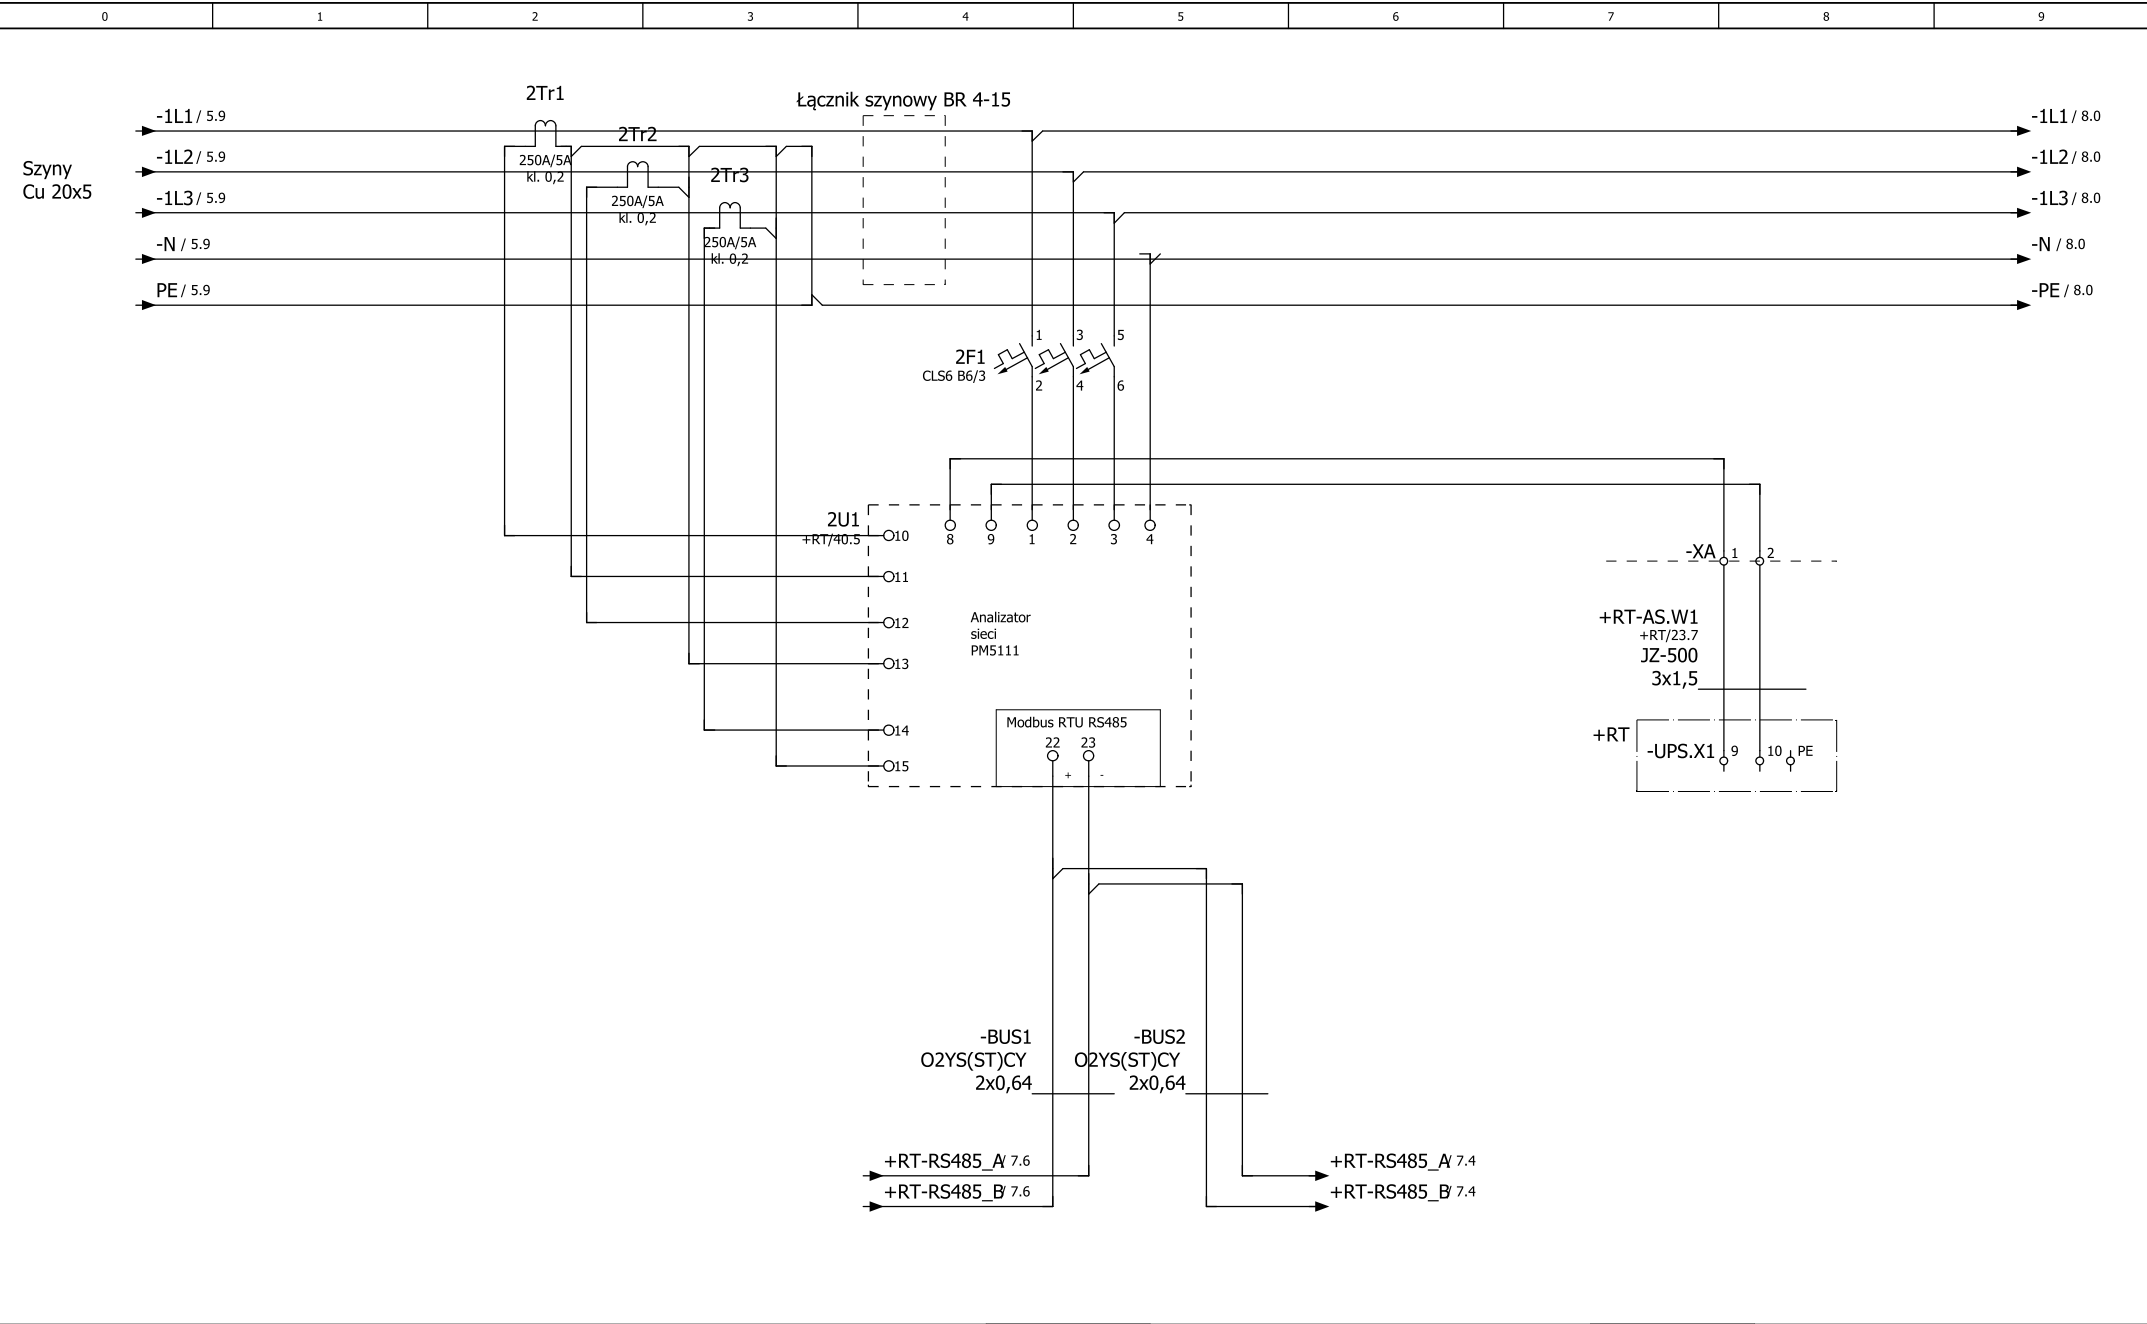 0 1 2 3 4 5 6 7 8 9
2Tr1
Łącznik szynowy BR 4-15
-1L1 / 5.9
-1L1 / 8.0
2Tr2
-1L2 / 5.9
250A/5A
kl. 0,2
-1L2 / 8.0
Szyny
Cu 20x5
2Tr3
-1L3 / 5.9
250A/5A
kl. 0,2
-1L3 / 8.0
-N / 5.9
250A/5A
kl. 0,2
-N / 8.0
PE / 5.9
-PE / 8.0
1 3 5
2F1
CLS6 B6/3
2 4 6
2U1
+RT/40.5
10
8 9 1 2 3 4
-XA 1 2
11
12
Analizator
sieci
PM5111
+RT-AS.W1
+RT/23.7
JZ-500
3x1,5
13
14
15
Modbus RTU RS485
22 23
+ -
+RT
-UPS.X1 9 10 PE
-BUS1
O2YS(ST)CY
2x0,64
-BUS2
O2YS(ST)CY
2x0,64
+RT-RS485_A / 7.6
+RT-RS485_A / 7.4
+RT-RS485_B / 7.6
+RT-RS485_B / 7.4